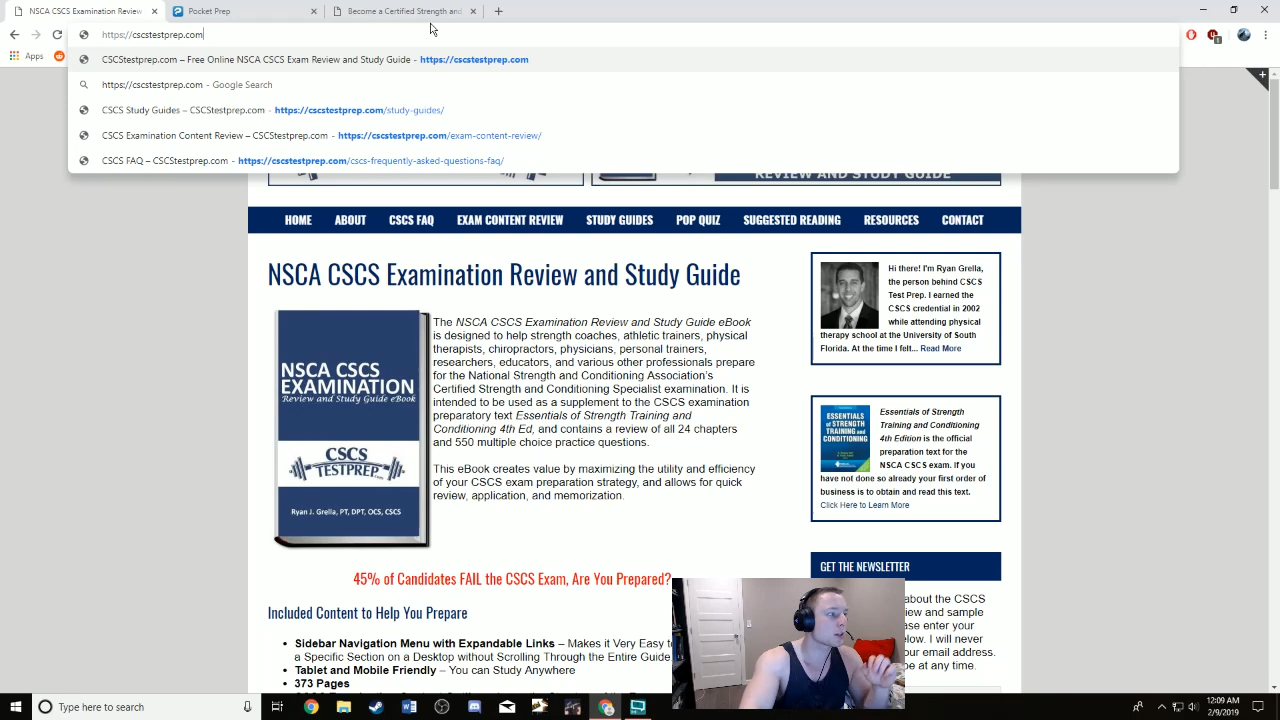 NSCA CSCS Examination Review
Pocket Prep
Become a Certified Strength and
https://cscstestprep.com
Apps
CSCStestprep.com – Free Online NSCA CSCS Exam Review and Study Guide - https://cscstestprep.com
https://cscstestprep.com - Google Search
CSCS Study Guides – CSCStestprep.com - https://cscstestprep.com/study-guides/
CSCS Examination Content Review – CSCStestprep.com - https://cscstestprep.com/exam-content-review/
CSCS FAQ – CSCStestprep.com - https://cscstestprep.com/cscs-frequently-asked-questions-faq/
REVIEW AND STUDY GUIDE
HOME ABOUT CSCS FAQ EXAM CONTENT REVIEW STUDY GUIDES POP QUIZ SUGGESTED READING RESOURCES CONTACT
NSCA CSCS Examination Review and Study Guide
NSCA CSCS
EXAMINATION
Review and Study Guide eBook
CSCS
TESTPREP
Ryan J. Grella, PT, DPT, OCS, CSCS
The NSCA CSCS Examination Review and Study Guide eBook
is designed to help strength coaches, athletic trainers, physical
therapists, chiropractors, physicians, personal trainers,
researchers, educators, and various other professionals prepare
for the National Strength and Conditioning Association's
Certified Strength and Conditioning Specialist examination. It is
intended to be used as a supplement to the CSCS examination
preparatory text Essentials of Strength Training and
Conditioning 4th Ed, and contains a review of all 24 chapters
and 550 multiple choice practice questions.
This eBook creates value by maximizing the utility and efficiency
of your CSCS exam preparation strategy, and allows for quick
review, application, and memorization.
45% of Candidates FAIL the CSCS Exam, Are You Prepared?
Included Content to Help You Prepare
• Sidebar Navigation Menu with Expandable Links – Makes it Very Easy to
a Specific Section on a Desktop without Scrolling Through the Entire Guide
• Tablet and Mobile Friendly – You can Study Anywhere
• 373 Pages
Hi there! I'm Ryan Grella,
the person behind CSCS
Test Prep. I earned the
CSCS credential in 2002
while attending physical
therapy school at the University of South
Florida. At the time I felt... Read More
ESSENTIALS
OF STRENGTH
TRAINING AND
CONDITIONING
Essentials of Strength
Training and Conditioning
4th Edition is the official
preparation text for the
NSCA CSCS exam. If you
have not done so already your first order of
business is to obtain and read this text.
Click Here to Learn More
GET THE NEWSLETTER
about the CSCS
view and sample
ase enter your
elow. I will never
our email address.
be at any time.
Type here to search
12:09 AM
2/9/2019